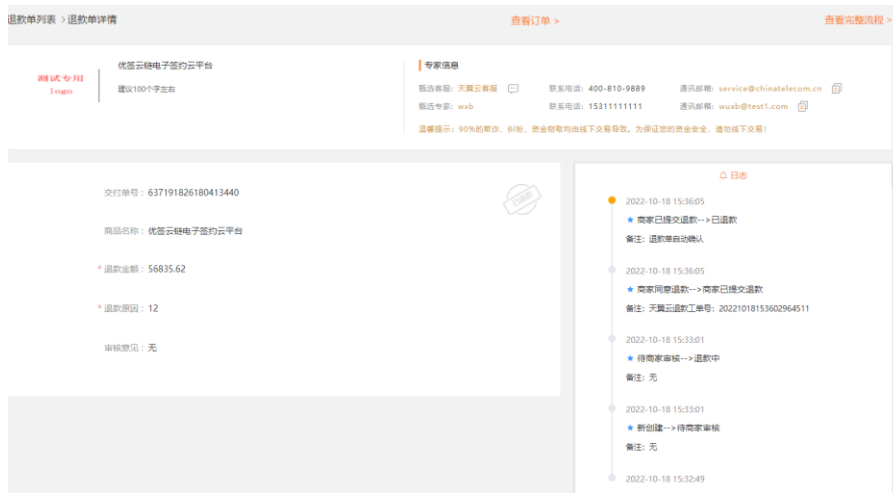 退款单列表 >退款单详情
查看订单 >
查看完整流程 >
测试专用
logo
优签云链电子签约云平台
建议100个字左右
专家信息
甄选客服: 天翼云客服
联系电话: 400-810-9889
通讯邮箱: service@chinatelecom.cn
甄选专家: wxb
联系电话: 15311111111
通讯邮箱: wuxb@test1.com
温馨提示: 90%的欺诈、纠纷、资金窃取均由线下交易导致。为保证您的资金安全, 请勿线下交易!
交付单号: 637191826180413440
已退款
商品名称: 优签云链电子签约云平台
* 退款金额: 56835.62
* 退款原因: 12
审核意见: 无
日志
2022-10-18 15:36:05
★ 商家已提交退款-->已退款
备注: 退款单自动确认
2022-10-18 15:36:05
★ 商家同意退款-->商家已提交退款
备注: 天翼云退款工单号: 20221018153602964511
2022-10-18 15:33:01
★ 待商家审核-->退款中
备注: 无
2022-10-18 15:33:01
★ 新创建-->待商家审核
备注: 无
2022-10-18 15:32:49